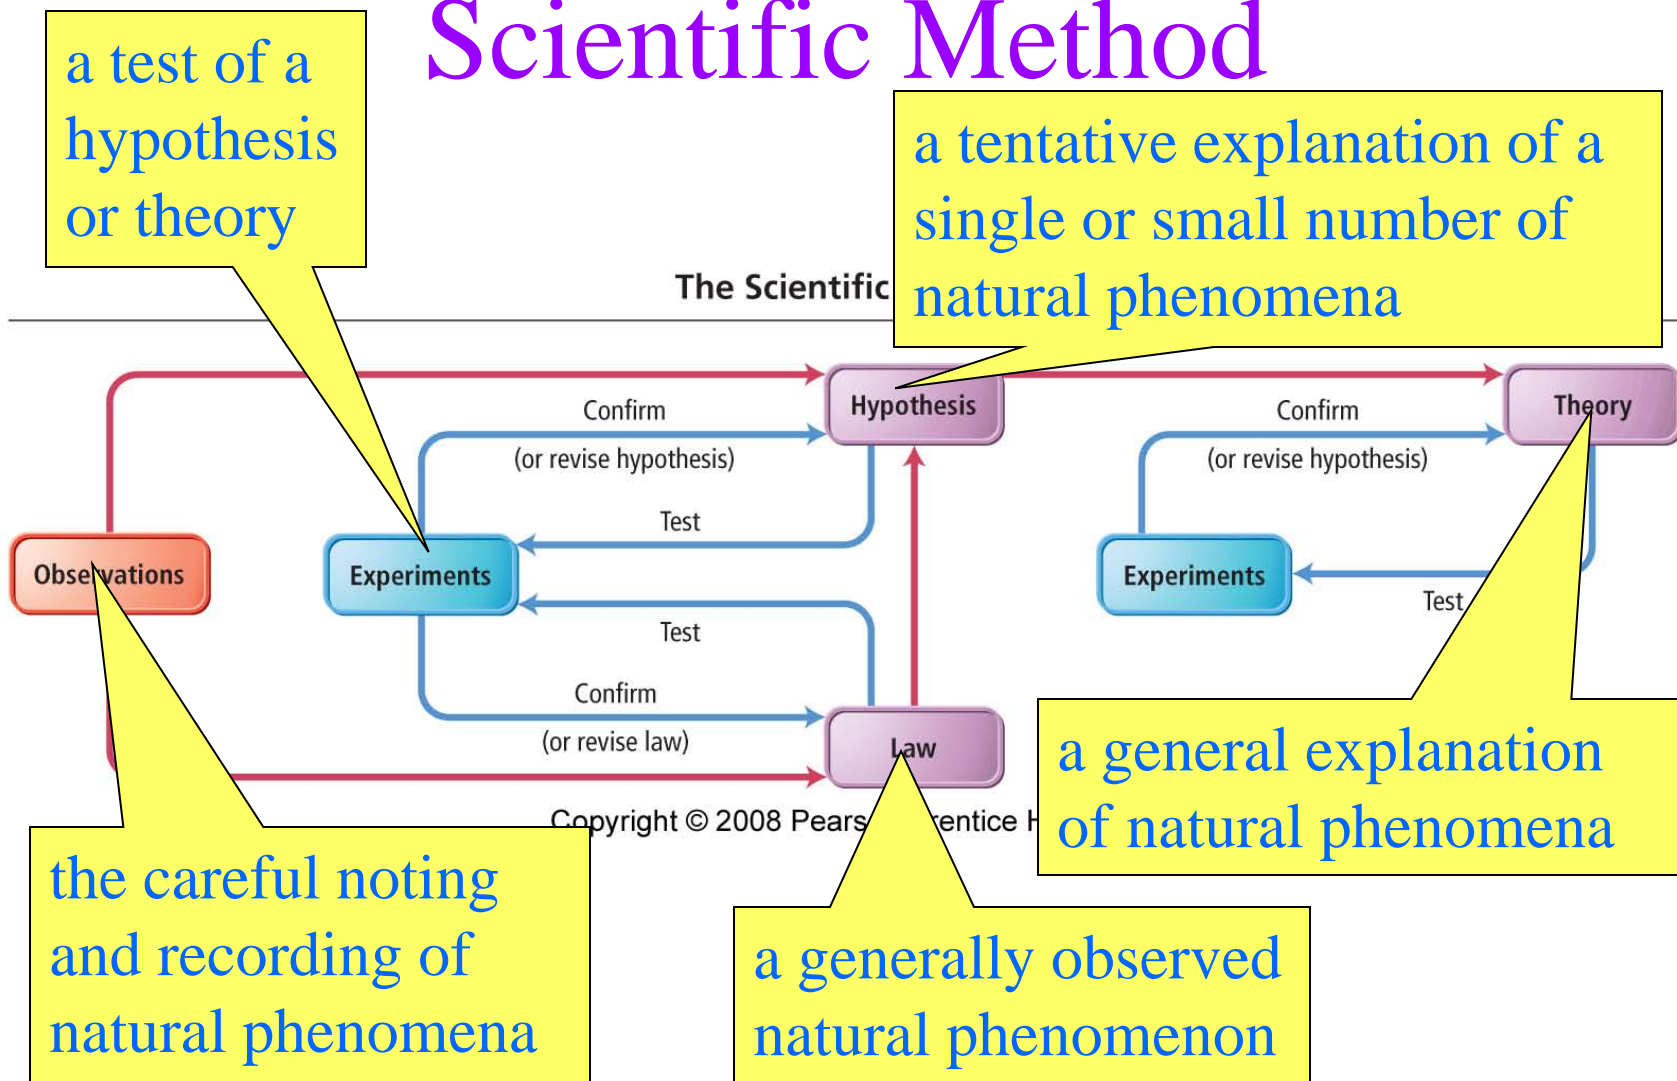 Scientific Method
a test of a
hypothesis
or theory
a tentative explanation of a
single or small number of
natural phenomena
The Scientific
Hypothesis
Theory
Confirm
(or revise hypothesis)
Confirm
(or revise hypothesis)
Test
Observations
Experiments
Experiments
Test
Test
Confirm
(or revise law)
Law
a general explanation
of natural phenomena
Copyright © 2008 Pears rentice H
the careful noting
and recording of
natural phenomena
a generally observed
natural phenomenon